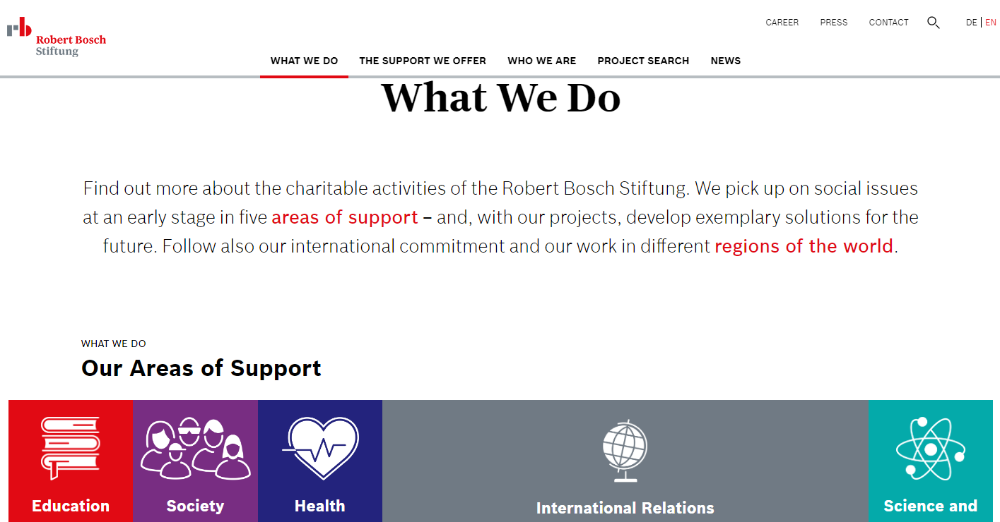 CAREER PRESS CONTACT DE | EN
Robert Bosch
Stiftung
WHAT WE DO THE SUPPORT WE OFFER WHO WE ARE PROJECT SEARCH NEWS
What We Do
Find out more about the charitable activities of the Robert Bosch Stiftung. We pick up on social issues
at an early stage in five areas of support – and, with our projects, develop exemplary solutions for the
future. Follow also our international commitment and our work in different regions of the world.
WHAT WE DO
Our Areas of Support
Education Society Health International Relations Science and